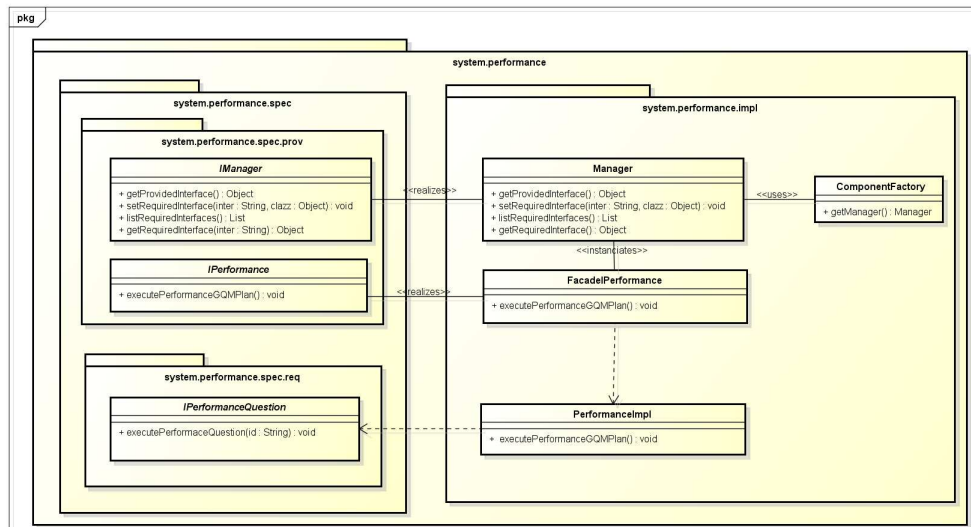 pkg
system.performance
system.performance.spec
system.performance.impl
system.performance.spec.prov
IManager
+ getProvidedInterface() : Object
+ setRequiredInterface(inter : String, clazz : Object) : void
+ listRequiredInterfaces() : List
+ getRequiredInterface(inter : String) : Object
<<realizes>>
Manager
+ getProvidedInterface() : Object
+ setRequiredInterface(inter : String, clazz : Object) : void
+ listRequiredInterfaces() : List
+ getRequiredInterface() : Object
<<uses>>
ComponentFactory
+ getManager() : Manager
<<instanciates>>
IPerformance
+ executePerformanceGQMPlan() : void
<<realizes>>
FacadeIPerformance
+ executePerformanceGQMPlan() : void
system.performance.spec.req
IPerformanceQuestion
+ executePerformaceQuestion(id : String) : void
PerformanceImpl
+ executePerformanceGQMPlan() : void